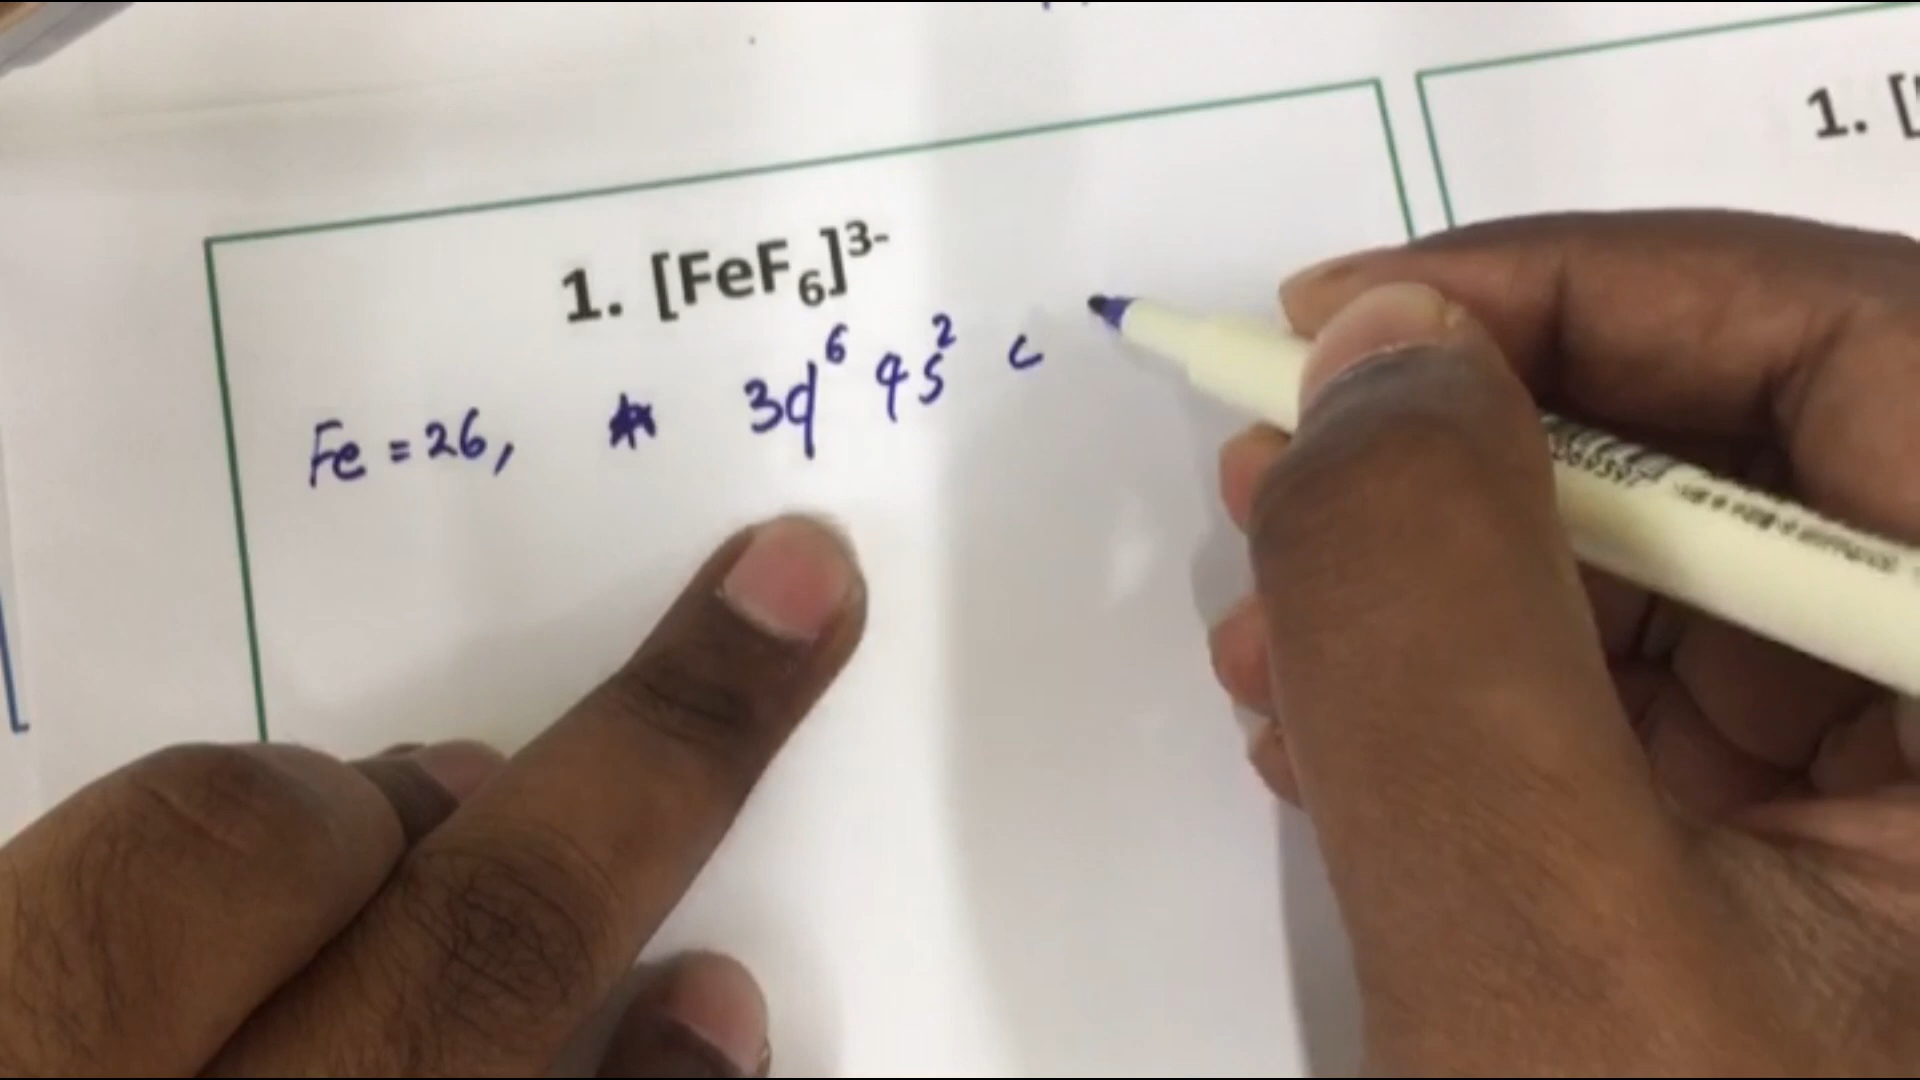 1. [FeF₆]³⁻
1. [
Fe = 26, 3d⁶ 4s² c